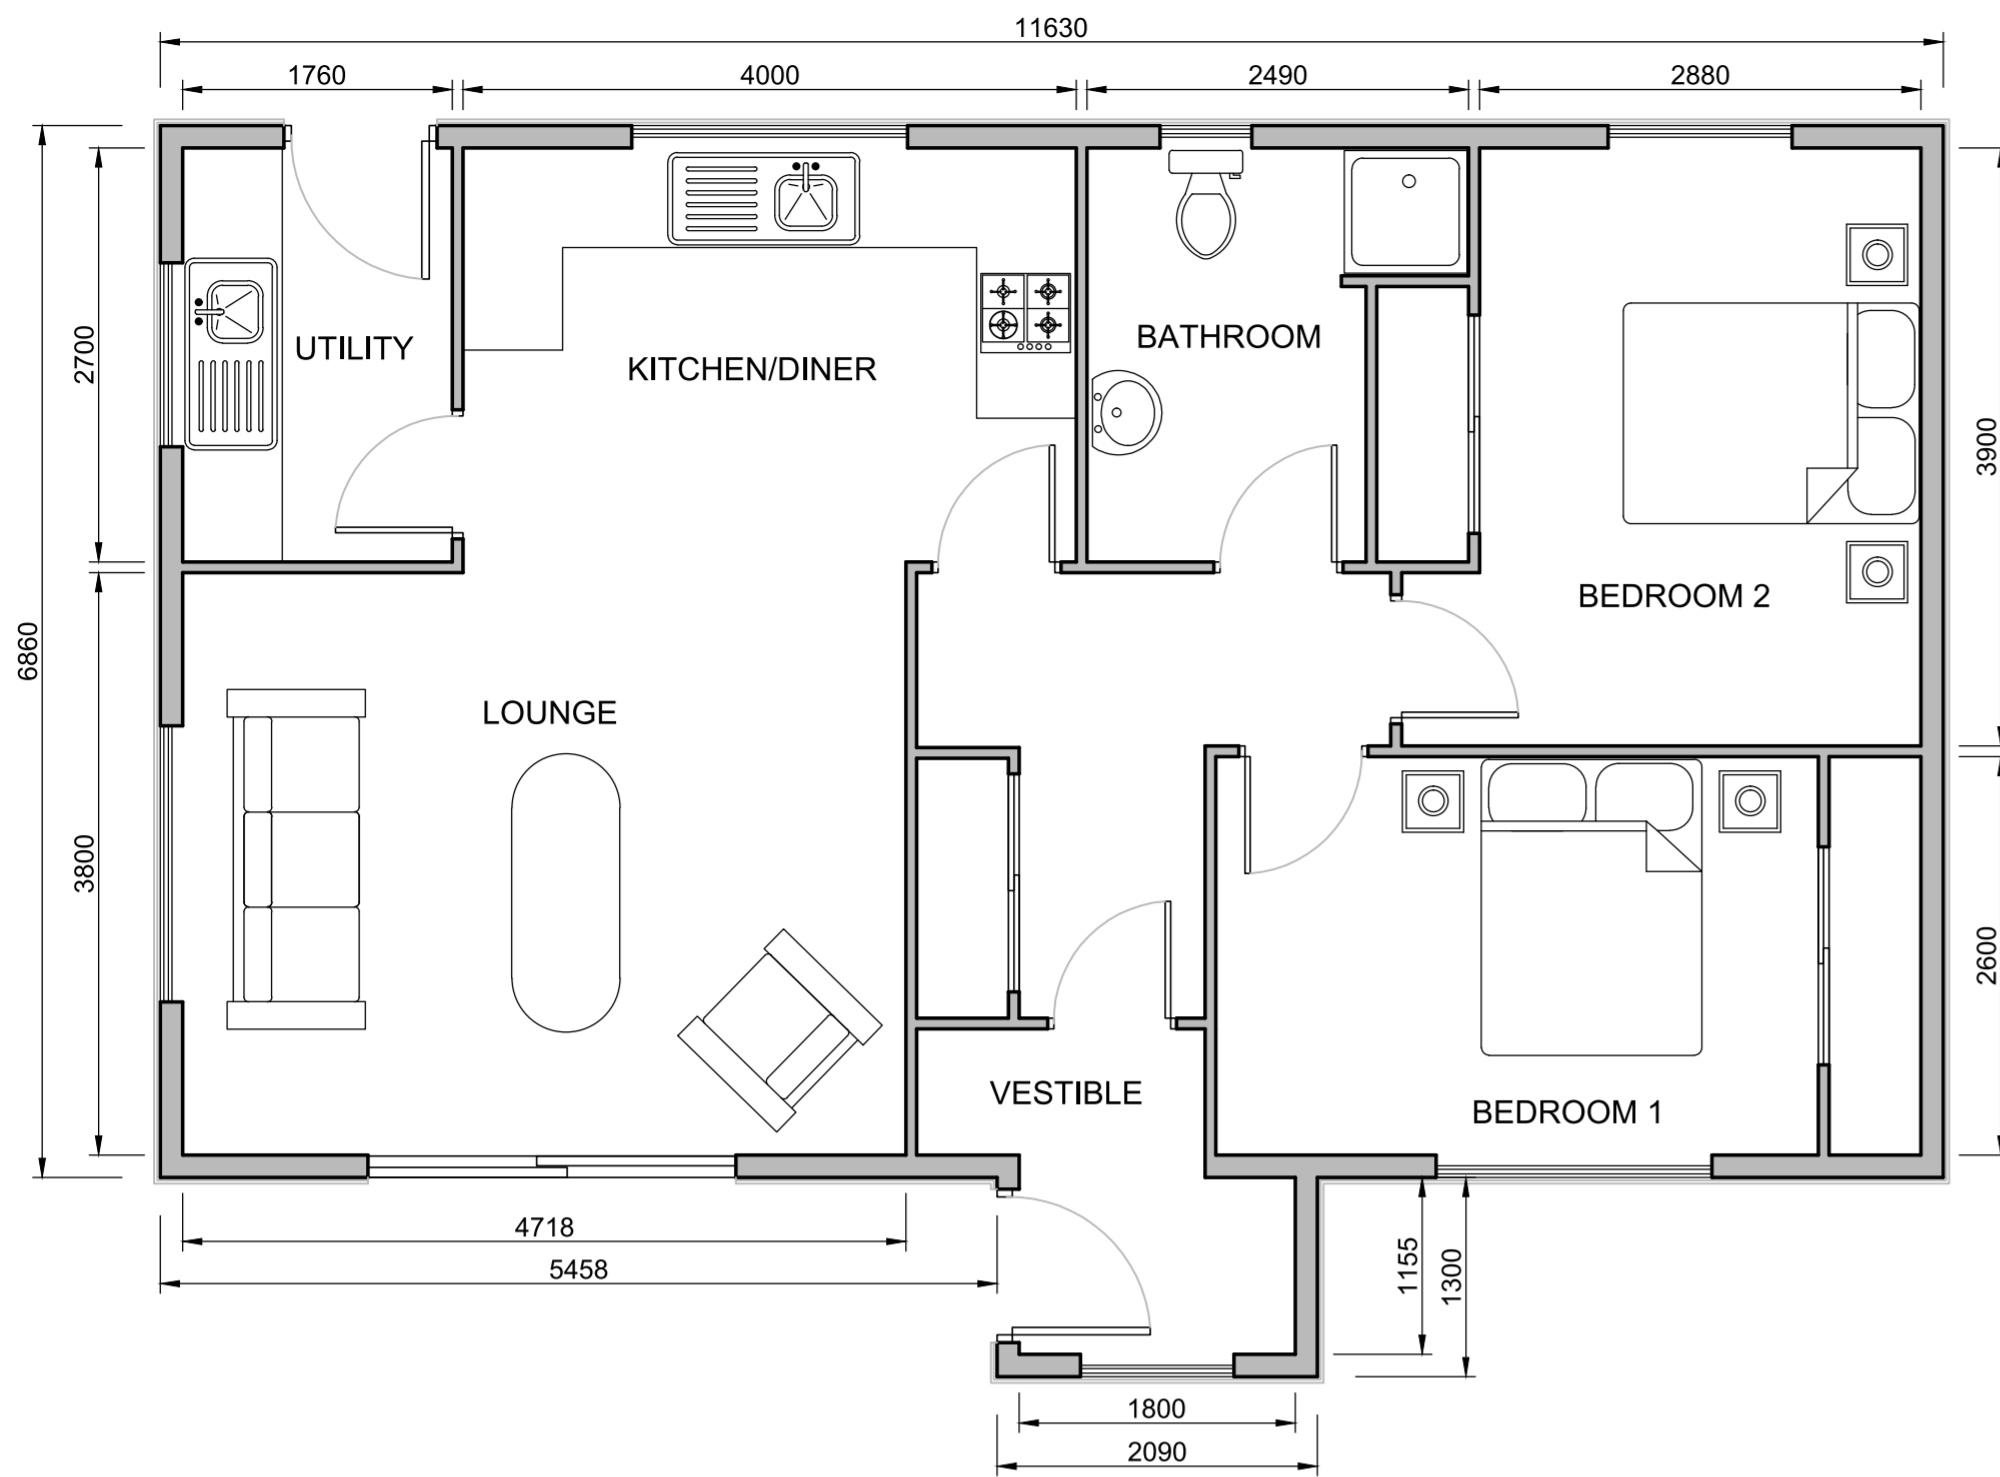 11630
1760
4000
2490
2880
2700
6860
3800
3900
2600
UTILITY
KITCHEN/DINER
BATHROOM
BEDROOM 2
LOUNGE
VESTIBLE
BEDROOM 1
4718
5458
1155
1300
1800
2090